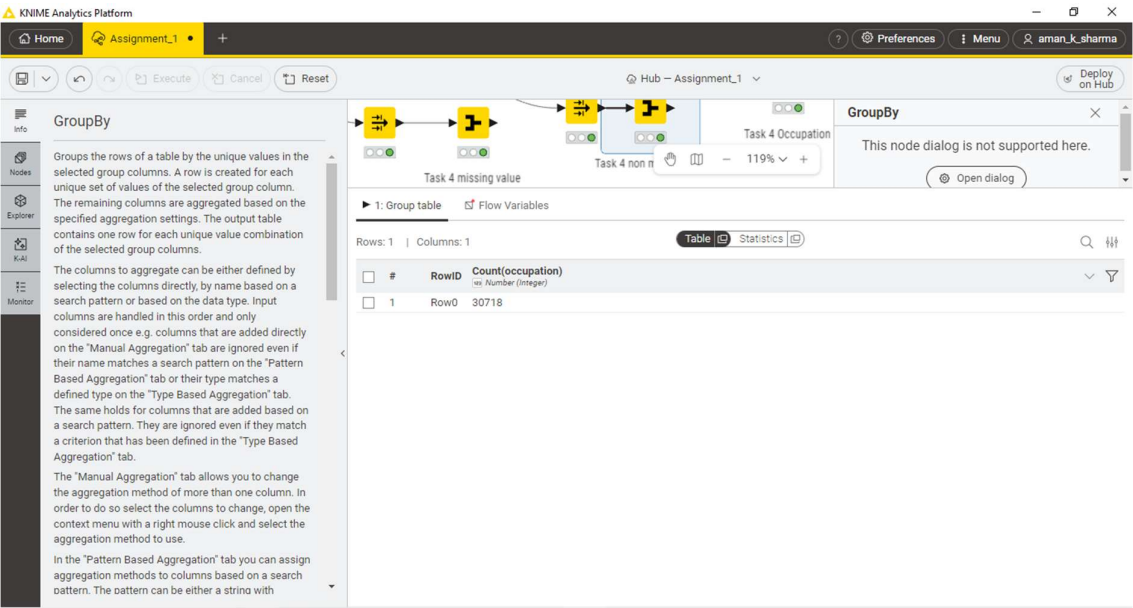 KNIME Analytics Platform
Home
Assignment_1
+
?
Preferences
Menu
aman_k_sharma
Execute
Cancel
Reset
Hub — Assignment_1
Deploy
on Hub
Info
Nodes
Explorer
K-AI
Monitor
GroupBy
Groups the rows of a table by the unique values in the
selected group columns. A row is created for each
unique set of values of the selected group column.
The remaining columns are aggregated based on the
specified aggregation settings. The output table
contains one row for each unique value combination
of the selected group columns.
The columns to aggregate can be either defined by
selecting the columns directly, by name based on a
search pattern or based on the data type. Input
columns are handled in this order and only
considered once e.g. columns that are added directly
on the "Manual Aggregation" tab are ignored even if
their name matches a search pattern on the "Pattern
Based Aggregation" tab or their type matches a
defined type on the "Type Based Aggregation" tab.
The same holds for columns that are added based on
a search pattern. They are ignored even if they match
a criterion that has been defined in the "Type Based
Aggregation" tab.
The "Manual Aggregation" tab allows you to change
the aggregation method of more than one column. In
order to do so select the columns to change, open the
context menu with a right mouse click and select the
aggregation method to use.
In the "Pattern Based Aggregation" tab you can assign
aggregation methods to columns based on a search
pattern. The pattern can be either a string with
Task 4 missing value
Task 4 non m
Task 4 Occupation
119%
GroupBy
This node dialog is not supported here.
Open dialog
1: Group table
Flow Variables
Rows: 1 | Columns: 1
Table
Statistics
# RowID Count(occupation)
Number (Integer)
1 Row0 30718